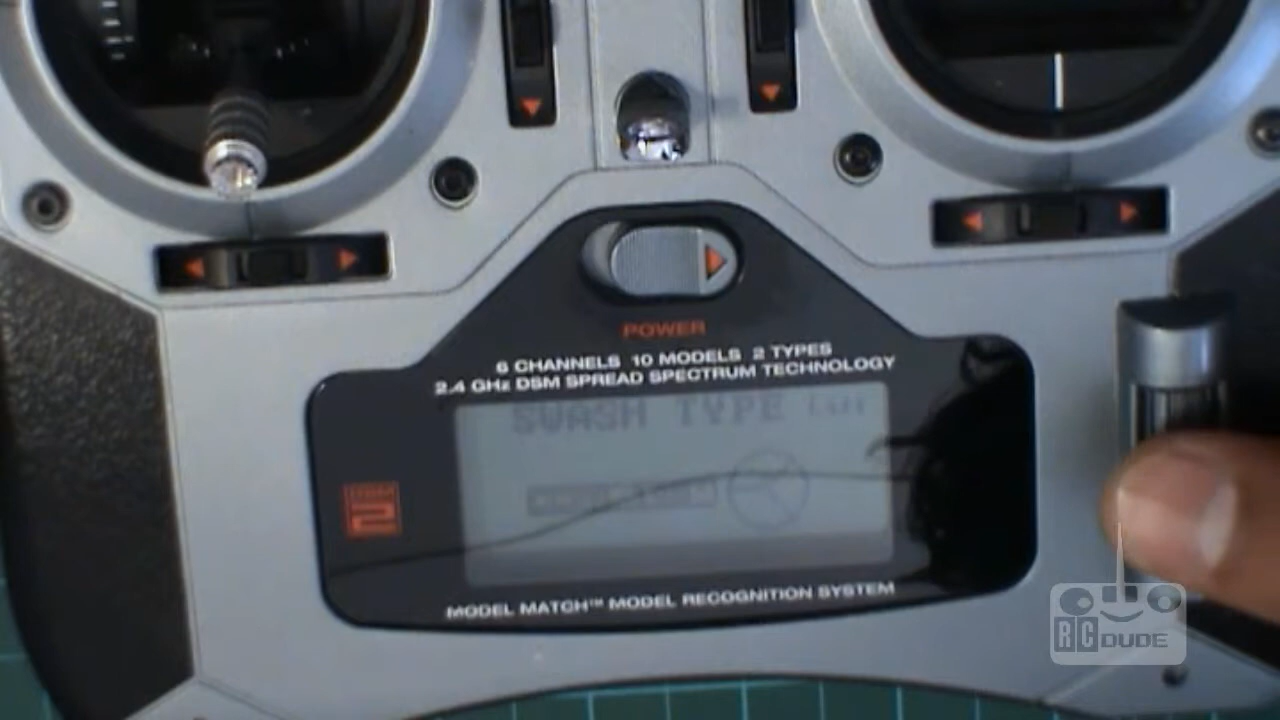 POWER
6 CHANNELS 10 MODELS 2 TYPES
2.4 GHz DSM SPREAD SPECTRUM TECHNOLOGY
SWASH TYPE
2
MODEL MATCH™ MODEL RECOGNITION SYSTEM
RC DUDE